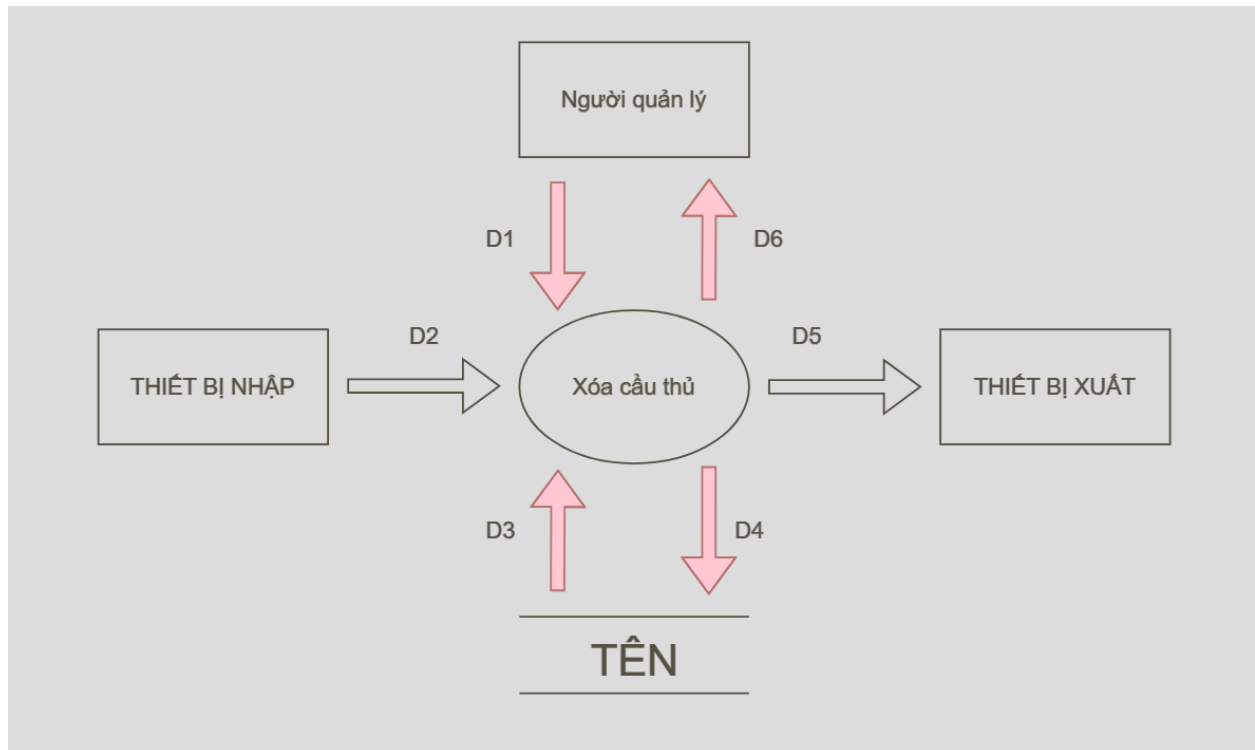 Người quản lý
D1
D6
D2
D5
THIẾT BỊ NHẬP
Xóa cầu thủ
THIẾT BỊ XUẤT
D3
D4
TÊN